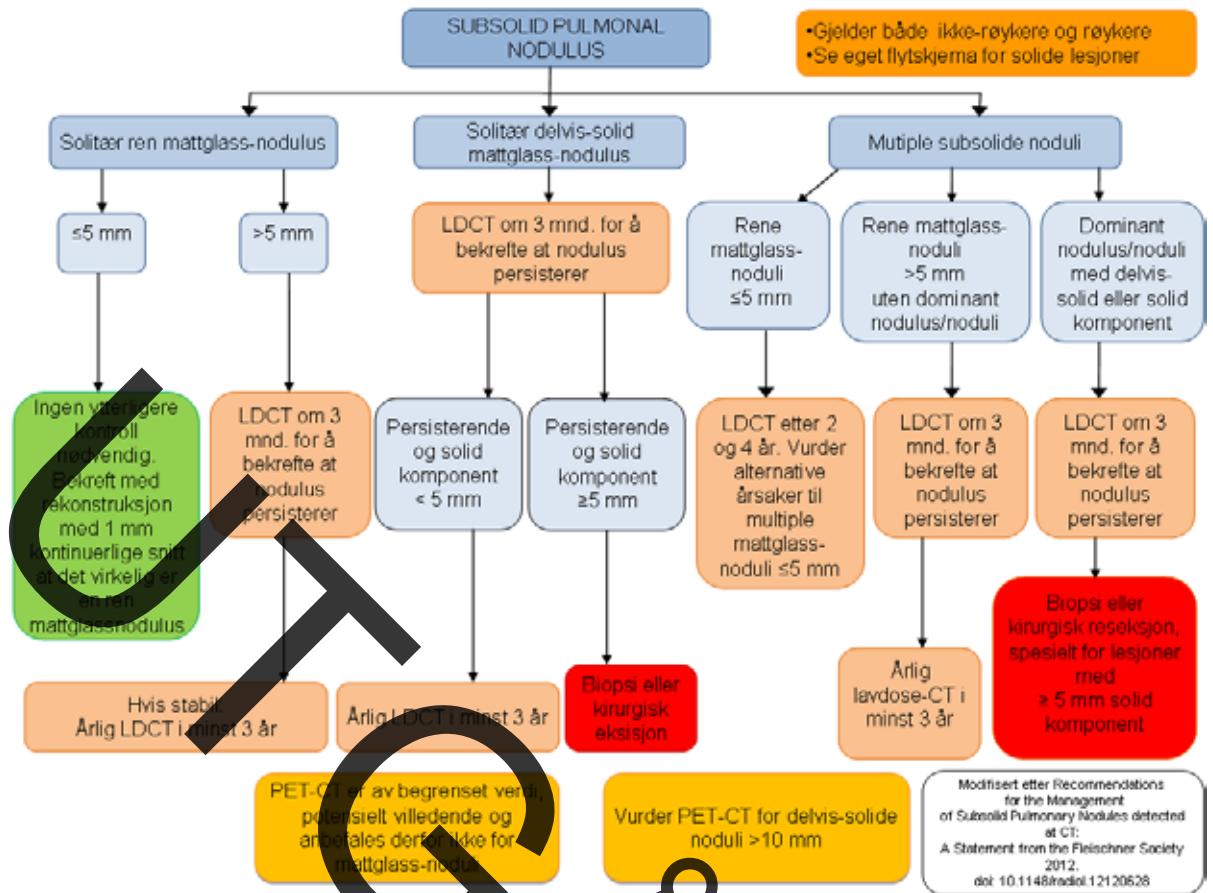 SUBSOLID PULMONAL
NODULUS
•Gjelder både ikke-røykere og røykere
•Se eget flytskjema for solide lesjoner
Solitær ren mattglass-nodulus
Solitær delvis-solid
mattglass-nodulus
Mutiple subsolide noduli
≤5 mm
>5 mm
LDCT om 3 mnd. for å
bekrefte at nodulus
persisterer
Rene
mattglass-
noduli
≤5 mm
Rene mattglass-
noduli
>5 mm
uten dominant
nodulus/noduli
Dominant
nodulus/noduli
med delvis-
solid eller solid
komponent
Ingen ytterligere
kontroll
nødvendig.
Bekreft med
rekonstruksjon
med 1 mm
kontinuerlige snitt
at det virkelig er
en ren
mattglassnodulus
LDCT om 3
mnd. for å
bekrefte at
nodulus
persisterer
Persisterende
og solid
komponent
< 5 mm
Persisterende
og solid
komponent
≥5 mm
LDCT etter 2
og 4 år. Vurder
alternative
årsaker til
multiple
mattglass-
noduli ≤5 mm
LDCT om 3
mnd. for å
bekrefte at
nodulus
persisterer
LDCT om 3
mnd. for å
bekrefte at
nodulus
persisterer
Hvis stabil:
Årlig LDCT i minst 3 år
Årlig LDCT i minst 3 år
Biopsi eller
kirurgisk
eksisjon
Årlig
lavdose-CT i
minst 3 år
Biopsi eller
kirurgisk reseksjon,
spesielt for lesjoner
med
≥ 5 mm solid
komponent
PET-CT er av begrenset verdi,
potensielt villedende og
anbefales derfor ikke for
mattglass-noduli
Vurder PET-CT for delvis-solide
noduli >10 mm
Modifisert etter Recommendations
for the Management
of Subsolid Pulmonary Nodules detected
at CT:
A Statement from the Fleischner Society
2012.
doi: 10.1148/radiol.12120628
UTG